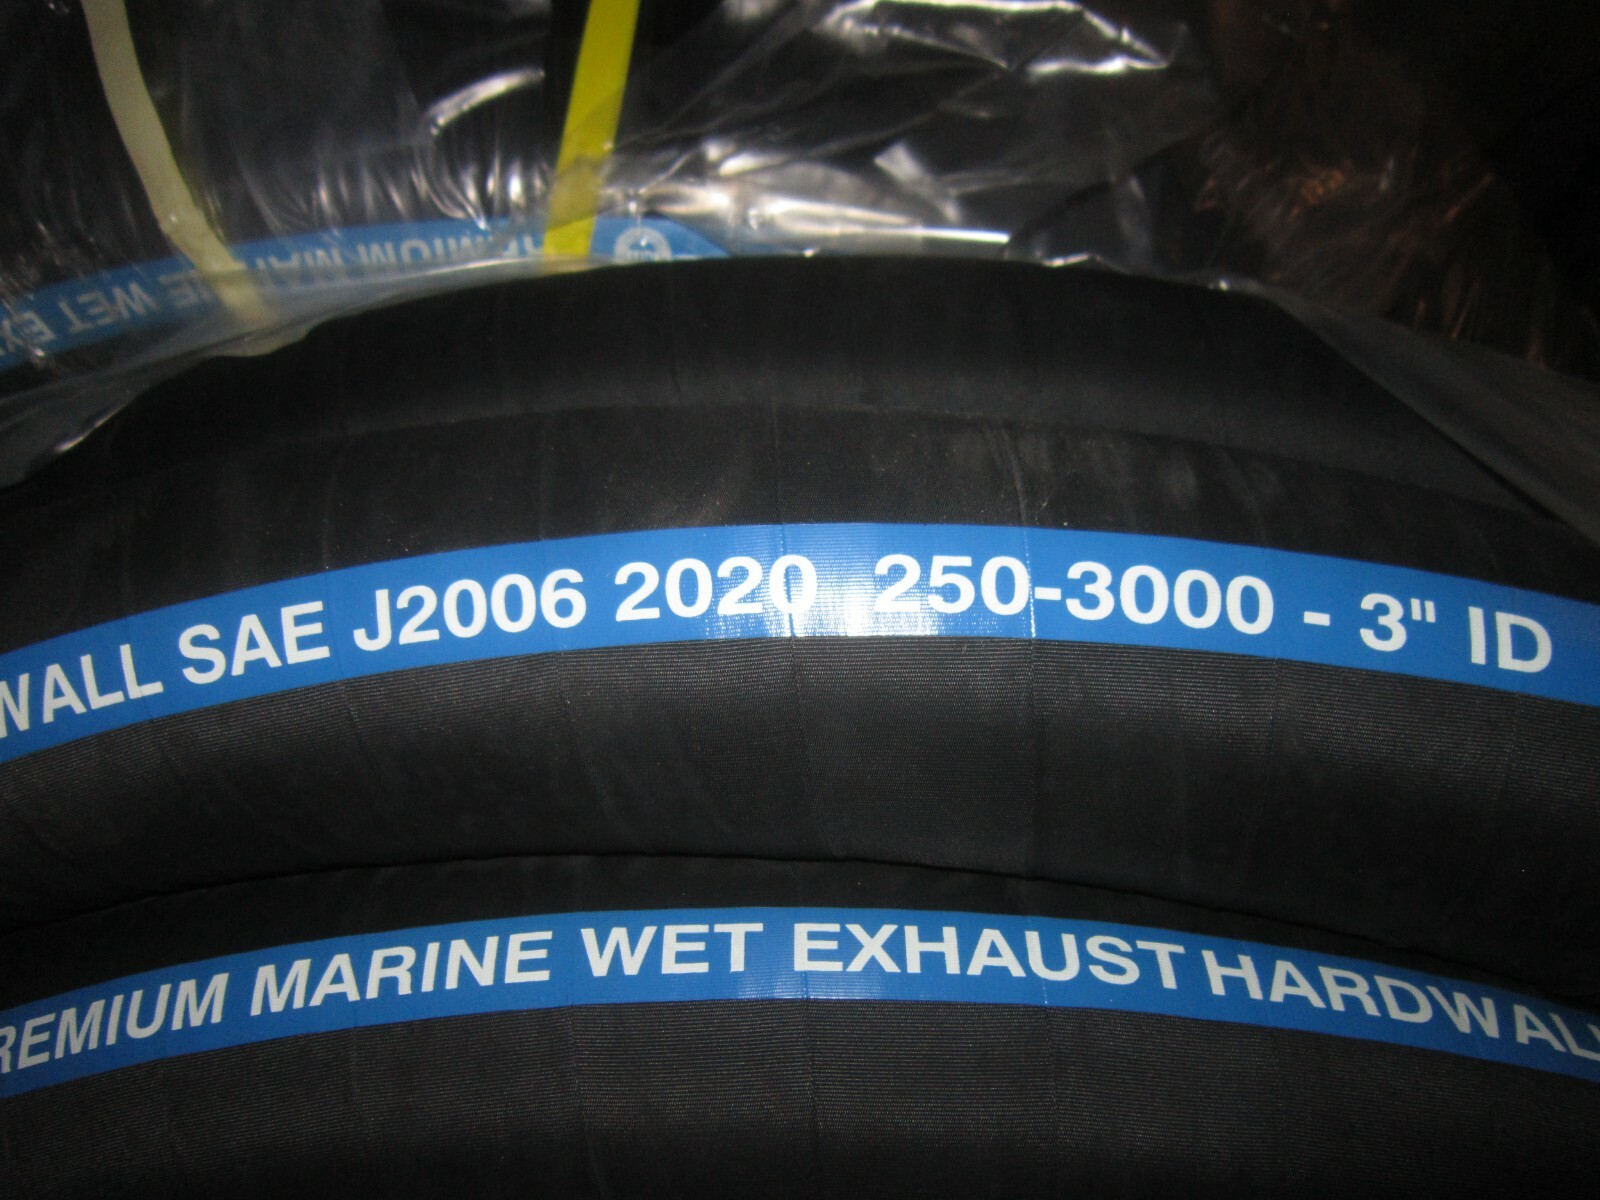 WALL SAE J2006 2020 250-3000 - 3" ID
REMIUM MARINE WET EXHAUST HARDWAL